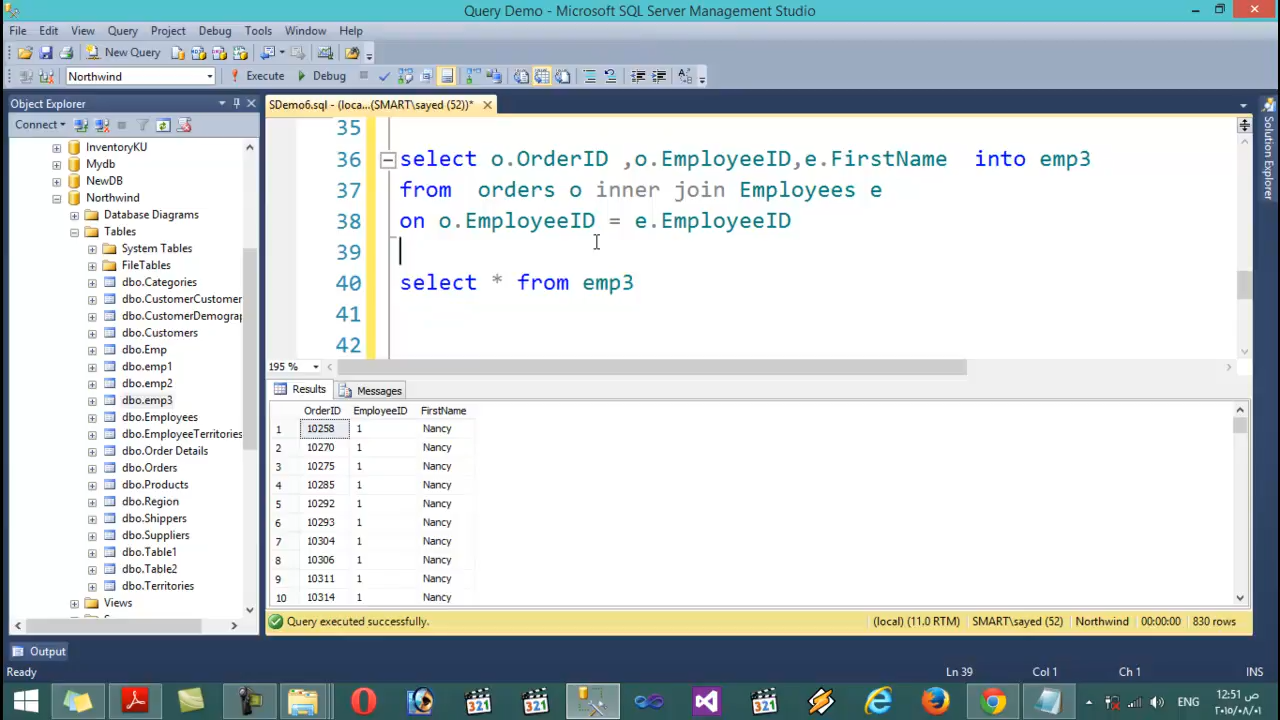 Query Demo - Microsoft SQL Server Management Studio
File Edit View Query Project Debug Tools Window Help
New Query
Northwind Execute Debug
Object Explorer
SDemo6.sql - (loca...(SMART\sayed (52))*
Connect
InventoryKU
Mydb
NewDB
Northwind
Database Diagrams
Tables
System Tables
FileTables
dbo.Categories
dbo.CustomerCustomer
dbo.CustomerDemograp
dbo.Customers
dbo.Emp
dbo.emp1
dbo.emp2
dbo.emp3
dbo.Employees
dbo.EmployeeTerritories
dbo.Order Details
dbo.Orders
dbo.Products
dbo.Region
dbo.Shippers
dbo.Suppliers
dbo.Table1
dbo.Table2
dbo.Territories
Views
35
36 select o.OrderID ,o.EmployeeID,e.FirstName into emp3
37 from orders o inner join Employees e
38 on o.EmployeeID = e.EmployeeID
39
40 select * from emp3
41
42
195 %
Results Messages
OrderID EmployeeID FirstName
1 10258 1 Nancy
2 10270 1 Nancy
3 10275 1 Nancy
4 10285 1 Nancy
5 10292 1 Nancy
6 10293 1 Nancy
7 10304 1 Nancy
8 10306 1 Nancy
9 10311 1 Nancy
10 10314 1 Nancy
Query executed successfully. (local) (11.0 RTM) SMART\sayed (52) Northwind 00:00:00 830 rows
Solution Explorer
Output
Ready Ln 39 Col 1 Ch 1 INS
321 321 321
ENG
12:51 ص
٢٠١٥/٠٨/٠١